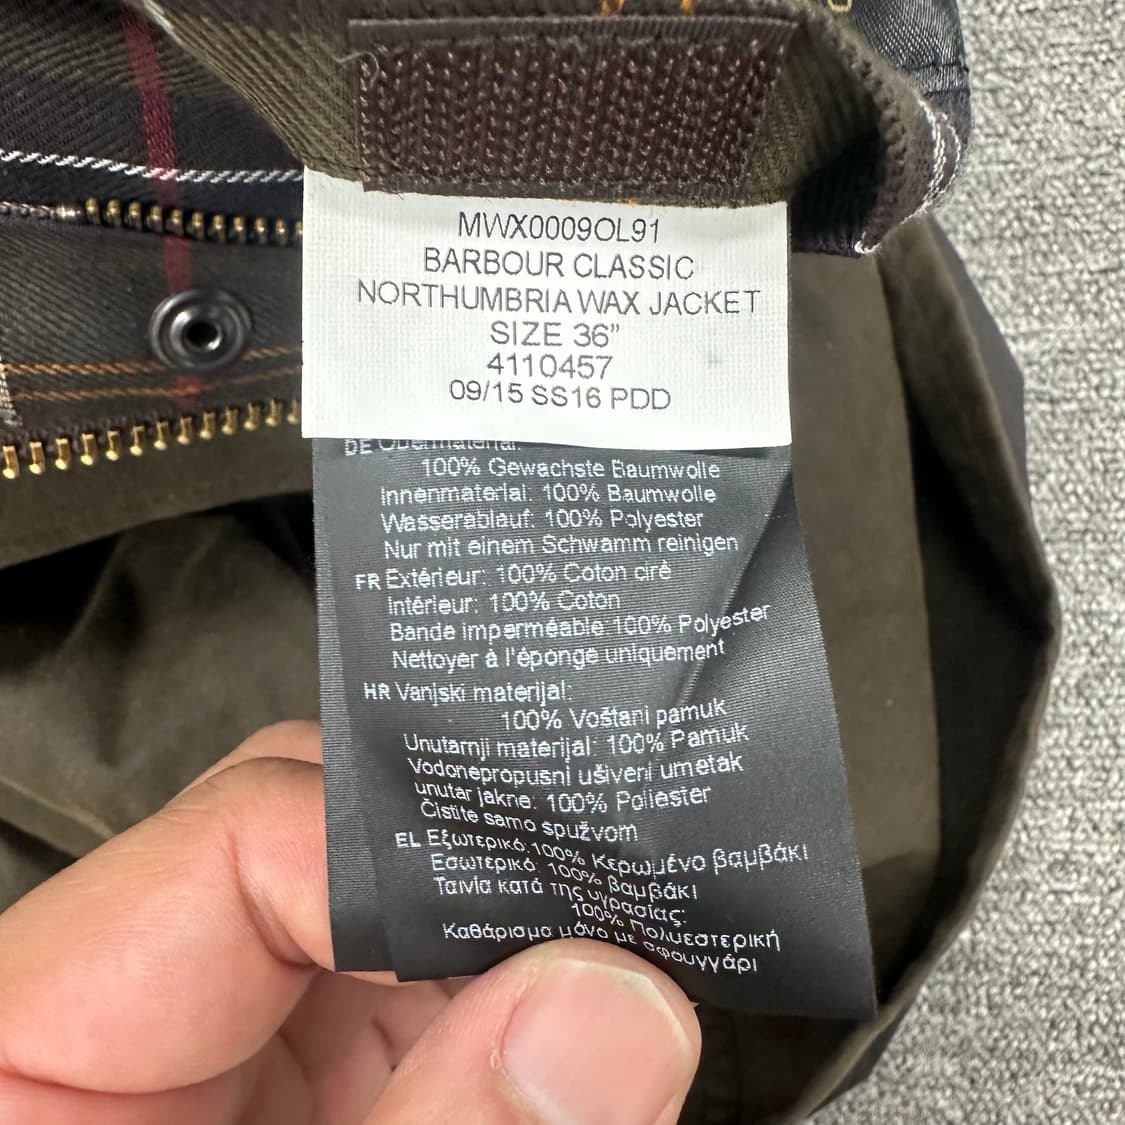 MWX0009OL91
BARBOUR CLASSIC
NORTHUMBRIA WAX JACKET
SIZE 36"
4110457
09/15 SS16 PDD
DE Obermaterial:
100% Gewachste Baumwolle
Innenmaterial: 100% Baumwolle
Wasserablauf: 100% Polyester
Nur mit einem Schwamm reinigen
FR Extérieur: 100% Coton cirè
Intérieur: 100% Coton
Bande imperméable 100% Polyester
Nettoyer à l'éponge uniquement
HR Vanjski materijal:
100% Voštani pamuk
Unutarnji materijal: 100% Pamuk
Vodonepropusni ušiveni umetak
unutar jakne: 100% Poliester
Čistite samo spužvom
EL Εξωτερικό: 100% Κερωμένο βαμβάκι
Εσωτερικό: 100% βαμβάκι
Ταινία κατά της υγρασίας:
100% Πολυεστερική
Καθάρισμα μόνο με σφουγγάρι